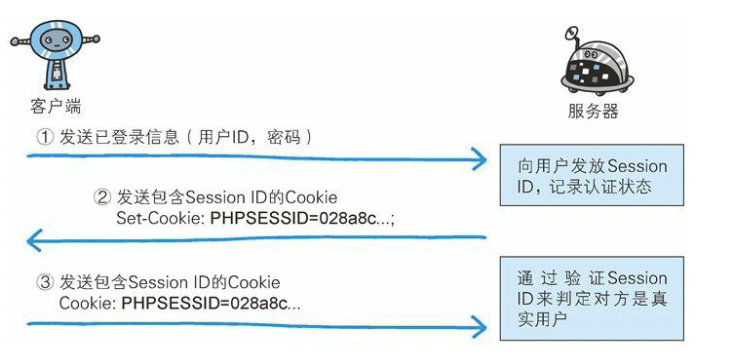 客户端
服务器
① 发送已登录信息（用户ID，密码）
向用户发放Session
ID，记录认证状态
② 发送包含Session ID的Cookie
Set-Cookie: PHPSESSID=028a8c...;
③ 发送包含Session ID的Cookie
Cookie: PHPSESSID=028a8c...
通过验证Session
ID来判定对方是真
实用户